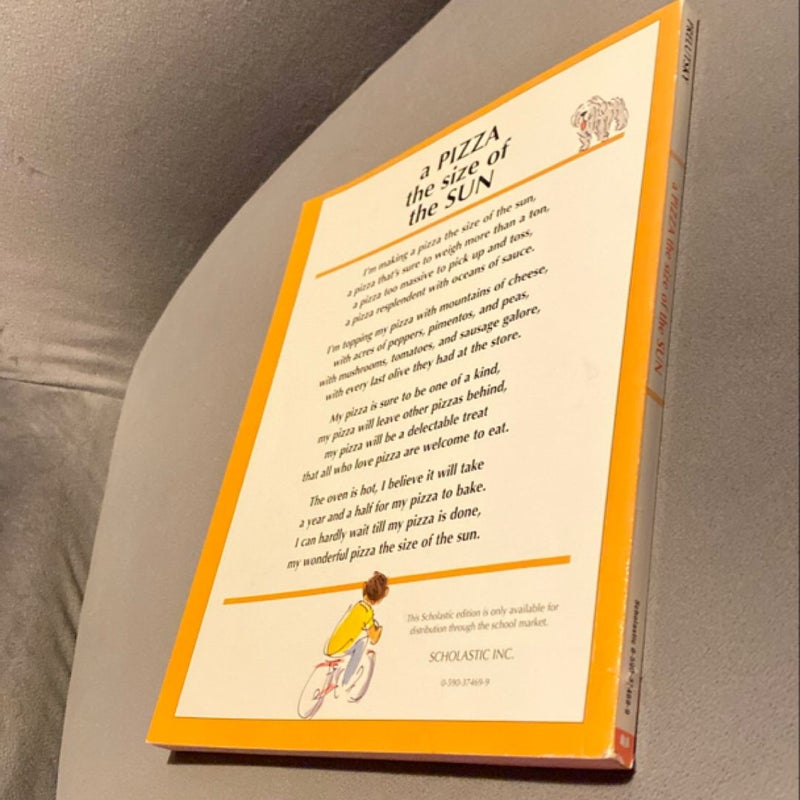 a PIZZA
the size of
the SUN
I'm making a pizza the size of the sun,
a pizza that's sure to weigh more than a ton,
a pizza too massive to pick up and toss,
a pizza resplendent with oceans of sauce.
I'm topping my pizza with mountains of cheese,
with acres of peppers, pimentos, and peas,
with mushrooms, tomatoes, and sausage galore,
with every last olive they had at the store.
My pizza is sure to be one of a kind,
my pizza will leave other pizzas behind,
my pizza will be a delectable treat
that all who love pizza are welcome to eat.
The oven is hot, I believe it will take
a year and a half for my pizza to bake.
I can hardly wait till my pizza is done,
my wonderful pizza the size of the sun.
This Scholastic edition is only available for
distribution through the school market.
SCHOLASTIC INC.
0-590-37469-9
PRELUTSKY
a PIZZA the size of the SUN
Scholastic 0-590-37469-9